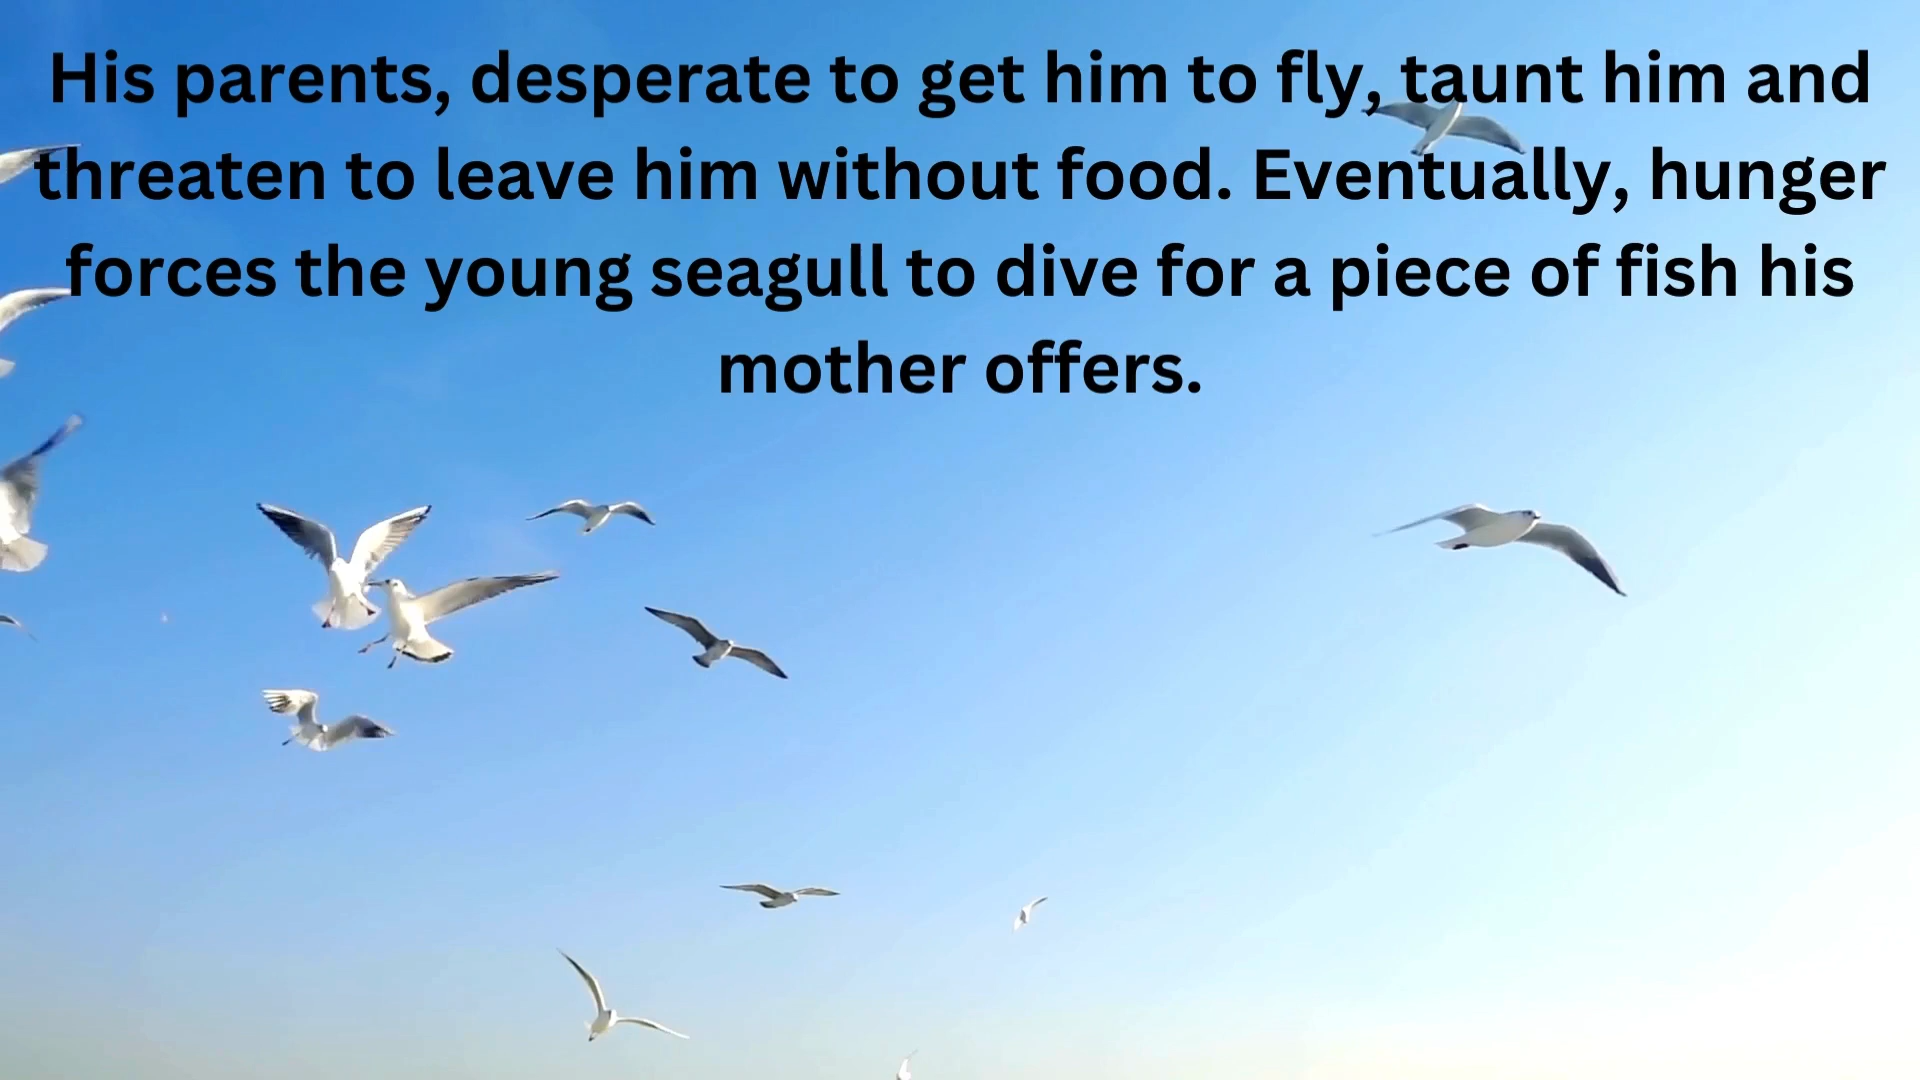 His parents, desperate to get him to fly, taunt him and
threaten to leave him without food. Eventually, hunger
forces the young seagull to dive for a piece of fish his
mother offers.